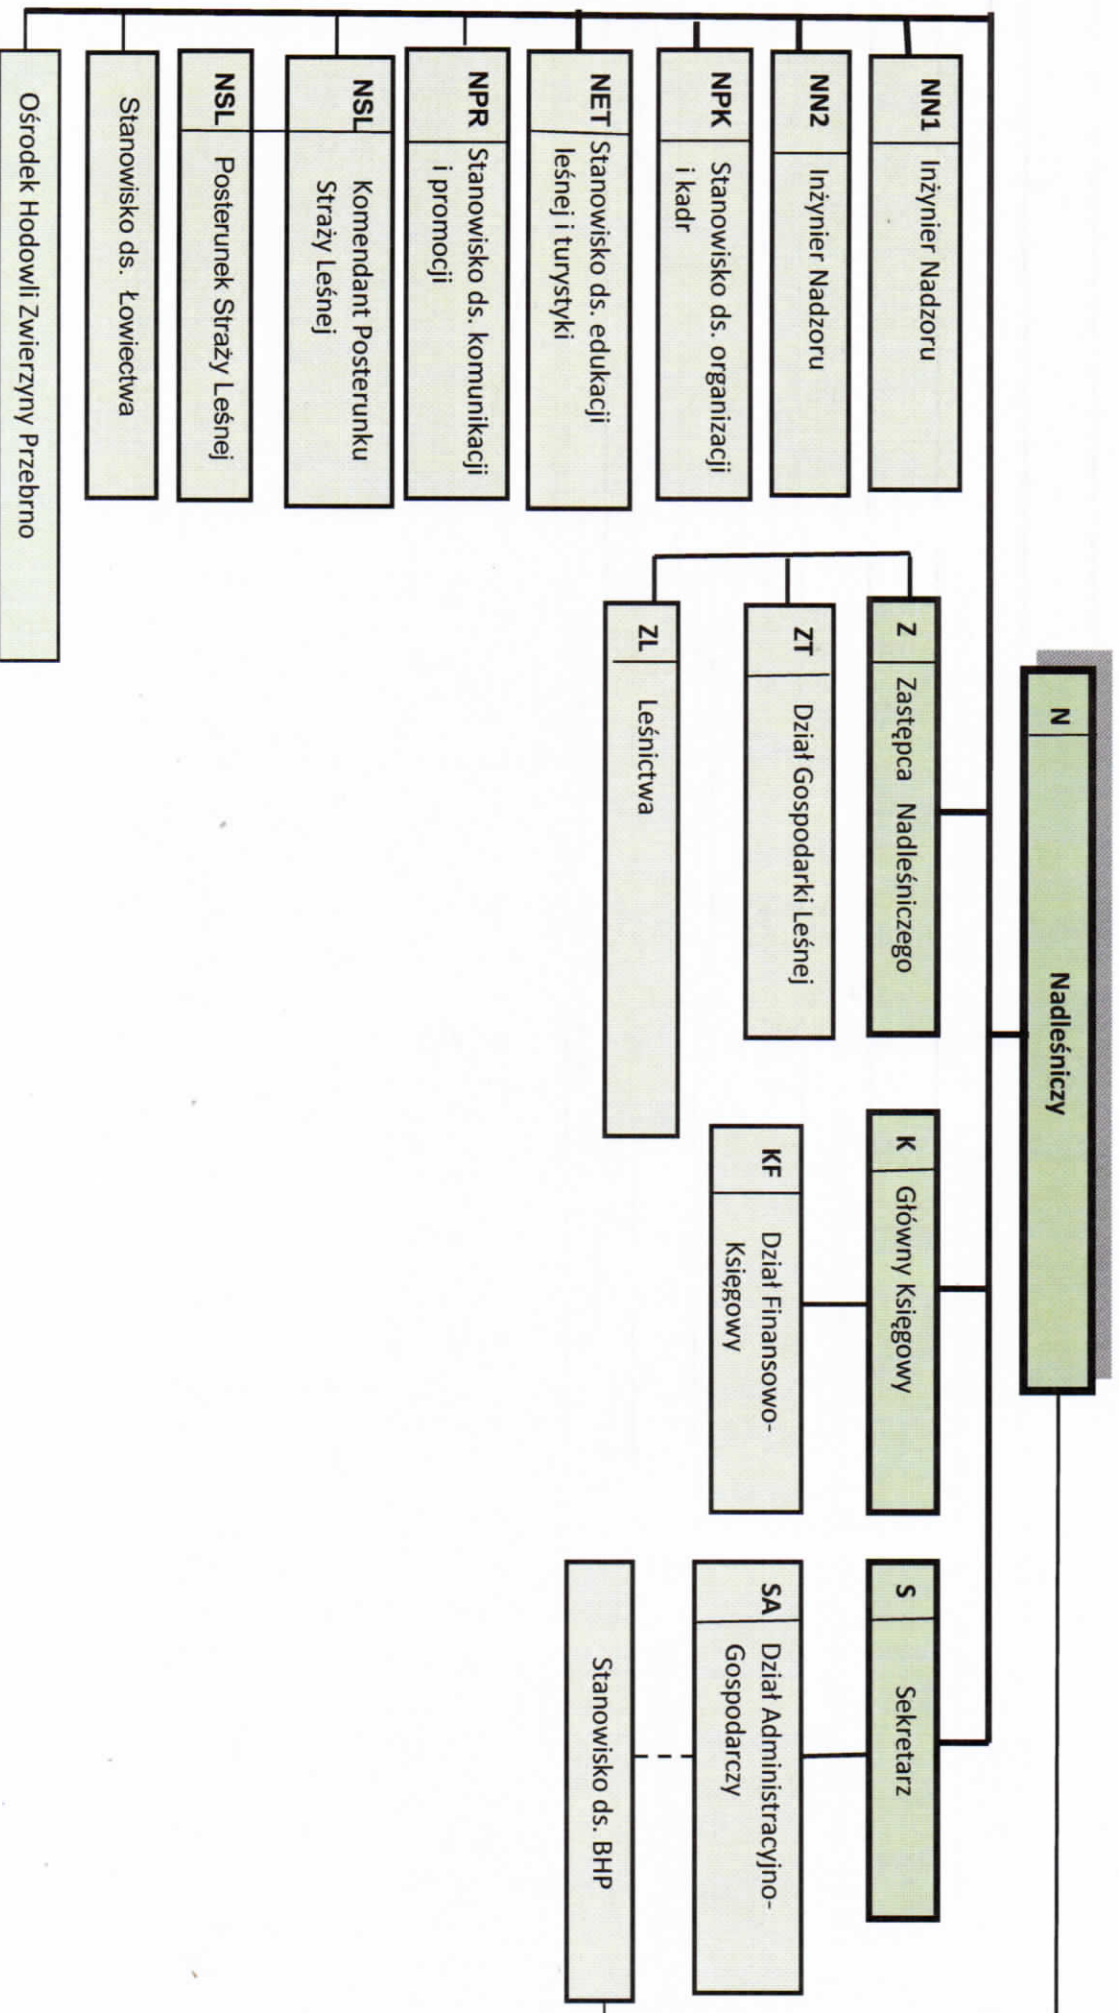 N Nadleśniczy
NN1 Inżynier Nadzoru
NN2 Inżynier Nadzoru
NPK Stanowisko ds. organizacji
i kadr
NET Stanowisko ds. edukacji
leśnej i turystyki
NPR Stanowisko ds. komunikacji
i promocji
NSL Komendant Posterunku
Straży Leśnej
NSL Posterunek Straży Leśnej
Stanowisko ds. Łowiectwa
Ośrodek Hodowli Zwierzyny Przebrno
Z Zastępca Nadleśniczego
ZT Dział Gospodarki Leśnej
ZL Leśnictwa
K Główny Księgowy
KF Dział Finansowo-
Księgowy
S Sekretarz
SA Dział Administracyjno-
Gospodarczy
Stanowisko ds. BHP